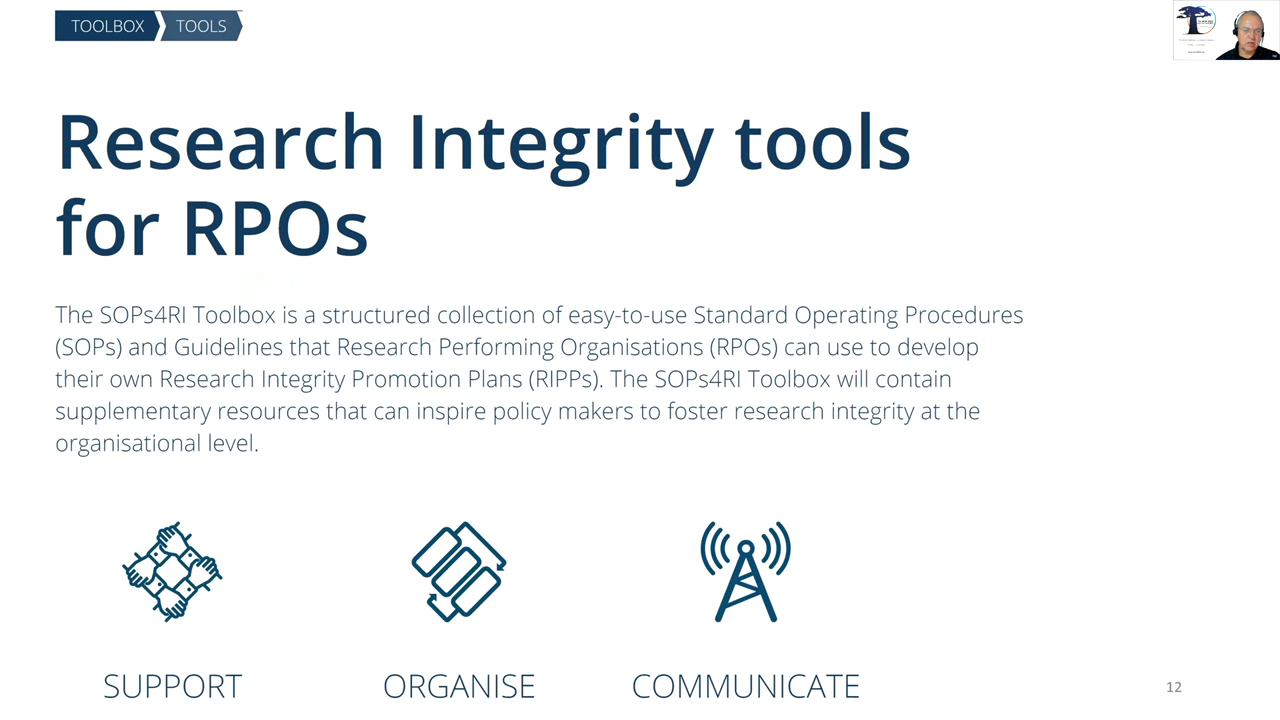 TOOLBOX TOOLS
Research Integrity tools
for RPOs
The SOPs4RI Toolbox is a structured collection of easy-to-use Standard Operating Procedures
(SOPs) and Guidelines that Research Performing Organisations (RPOs) can use to develop
their own Research Integrity Promotion Plans (RIPPs). The SOPs4RI Toolbox will contain
supplementary resources that can inspire policy makers to foster research integrity at the
organisational level.
SUPPORT ORGANISE COMMUNICATE
12